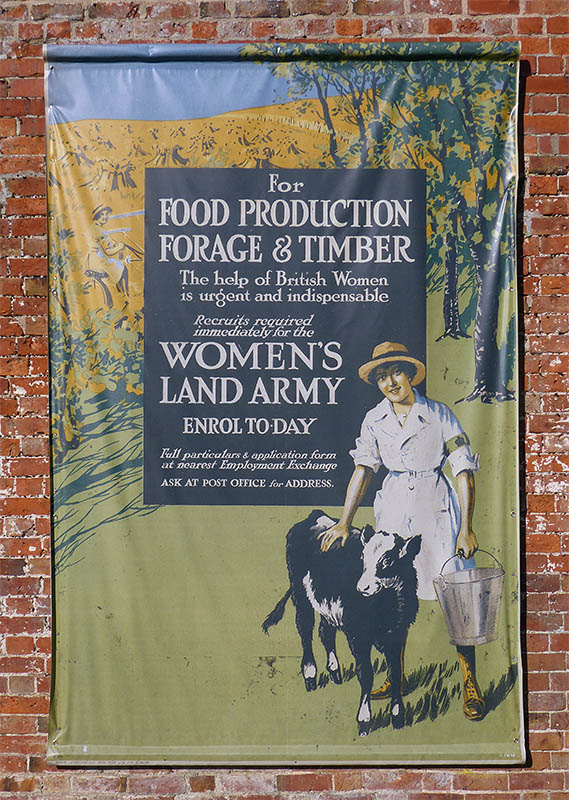 For
FOOD PRODUCTION
FORAGE & TIMBER
The help of British Women
is urgent and indispensable
Recruits required
immediately for the
WOMEN'S
LAND ARMY
ENROL TO·DAY
Full particulars & application form
at nearest Employment Exchange
ASK AT POST OFFICE for ADDRESS.